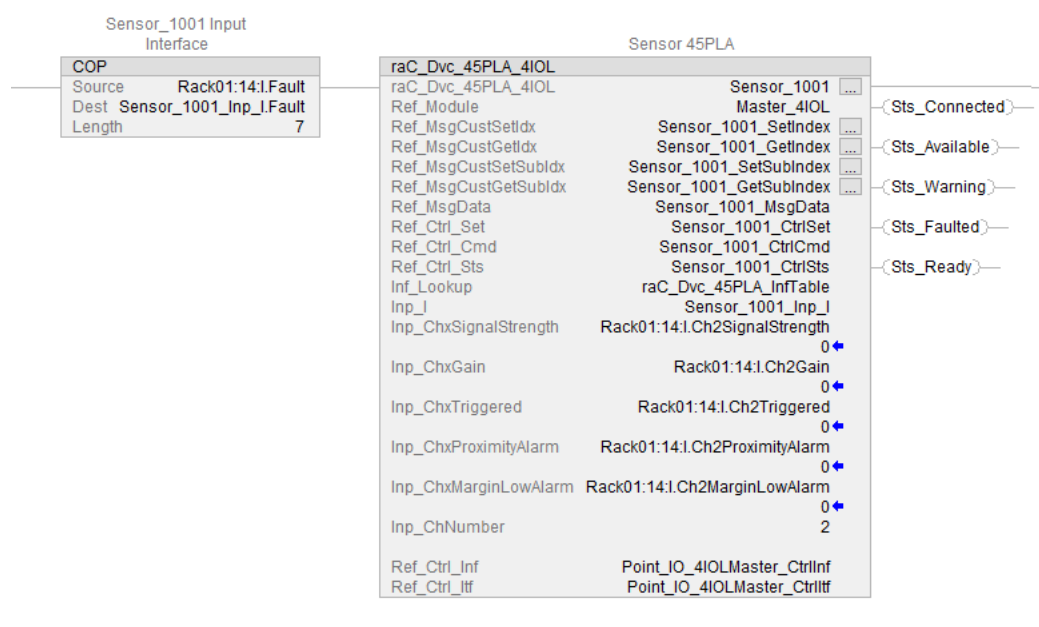 Sensor_1001 Input
Interface
COP
Source Rack01:14:I.Fault
Dest Sensor_1001_Inp_I.Fault
Length 7
Sensor 45PLA
raC_Dvc_45PLA_4IOL
raC_Dvc_45PLA_4IOL Sensor_1001 ...
Ref_Module Master_4IOL
Ref_MsgCustSetIdx Sensor_1001_SetIndex ...
Ref_MsgCustGetIdx Sensor_1001_GetIndex ...
Ref_MsgCustSetSubIdx Sensor_1001_SetSubIndex ...
Ref_MsgCustGetSubIdx Sensor_1001_GetSubIndex ...
Ref_MsgData Sensor_1001_MsgData
Ref_Ctrl_Set Sensor_1001_CtrlSet
Ref_Ctrl_Cmd Sensor_1001_CtrlCmd
Ref_Ctrl_Sts Sensor_1001_CtrlSts
Inf_Lookup raC_Dvc_45PLA_InfTable
Inp_I Sensor_1001_Inp_I
Inp_ChxSignalStrength Rack01:14:I.Ch2SignalStrength
0
Inp_ChxGain Rack01:14:I.Ch2Gain
0
Inp_ChxTriggered Rack01:14:I.Ch2Triggered
0
Inp_ChxProximityAlarm Rack01:14:I.Ch2ProximityAlarm
0
Inp_ChxMarginLowAlarm Rack01:14:I.Ch2MarginLowAlarm
0
Inp_ChNumber 2
Ref_Ctrl_Inf Point_IO_4IOLMaster_CtrlInf
Ref_Ctrl_Itf Point_IO_4IOLMaster_CtrlItf
Sts_Connected
Sts_Available
Sts_Warning
Sts_Faulted
Sts_Ready